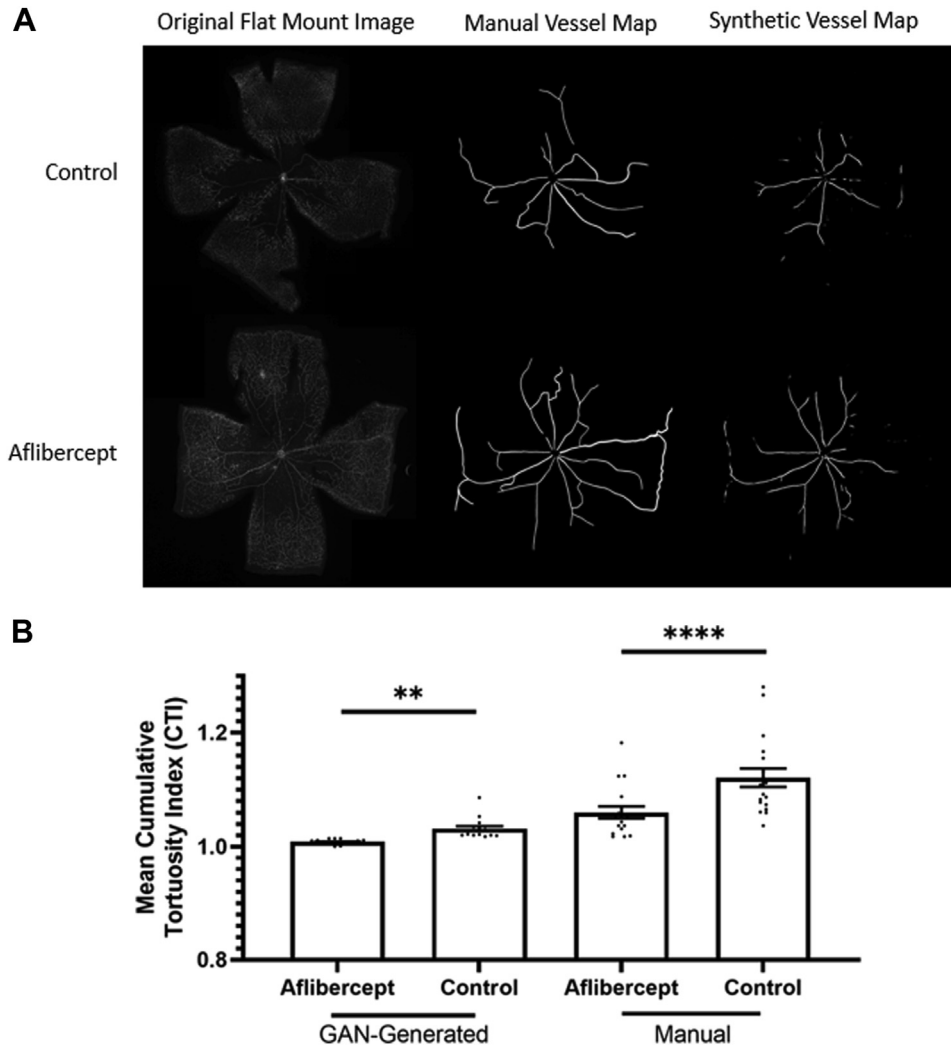 A
Original Flat Mount Image
Manual Vessel Map
Synthetic Vessel Map
Control
Aflibercept
B
Mean Cumulative
Tortuosity Index (CTI)
**
****
1.2
1.0
0.8
Aflibercept
Control
Aflibercept
Control
GAN-Generated
Manual